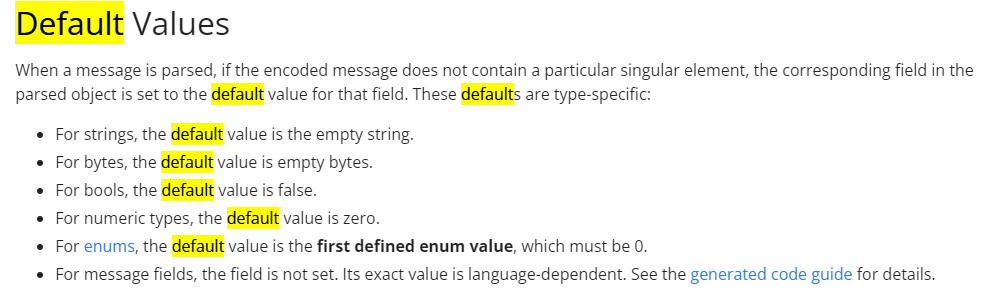 Default Values
When a message is parsed, if the encoded message does not contain a particular singular element, the corresponding field in the
parsed object is set to the default value for that field. These defaults are type-specific:
• For strings, the default value is the empty string.
• For bytes, the default value is empty bytes.
• For bools, the default value is false.
• For numeric types, the default value is zero.
• For enums, the default value is the first defined enum value, which must be 0.
• For message fields, the field is not set. Its exact value is language-dependent. See the generated code guide for details.